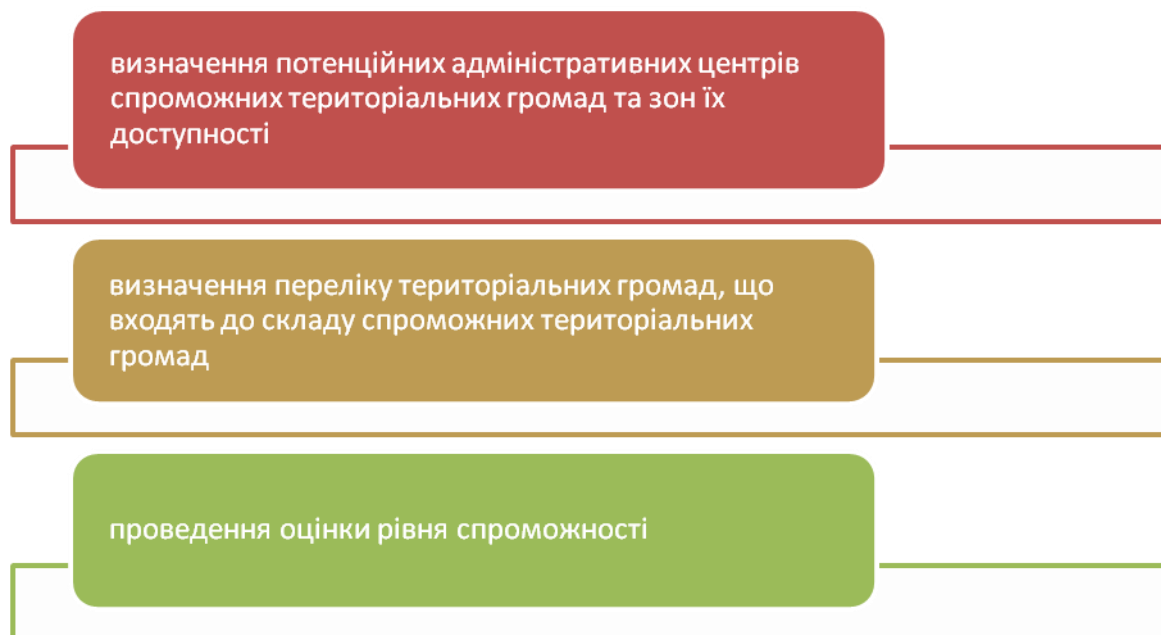 визначення потенційних адміністративних центрів
спроможних територіальних громад та зон їх
доступності
визначення переліку територіальних громад, що
входять до складу спроможних територіальних
громад
проведення оцінки рівня спроможності